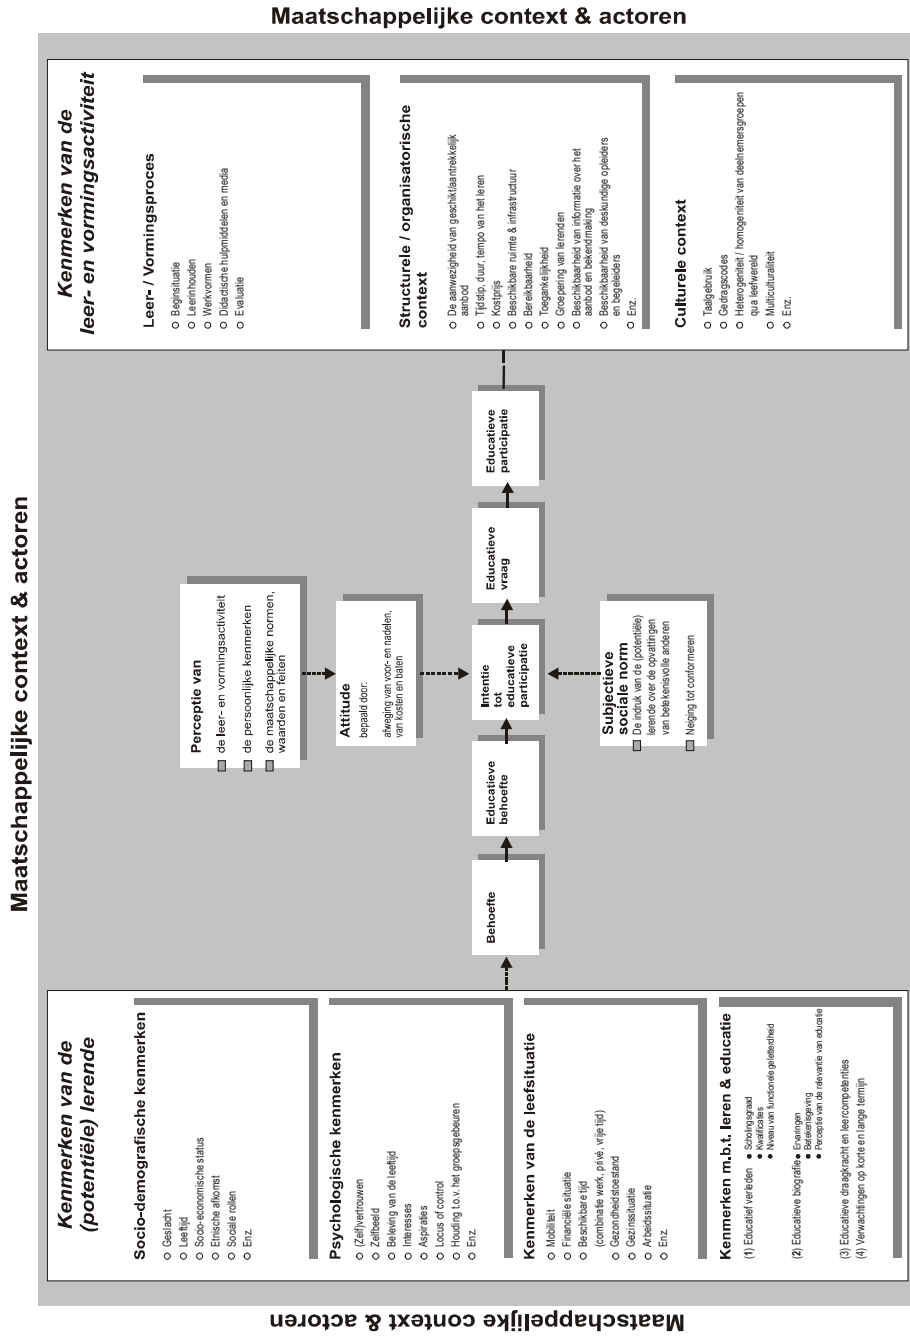 Maatschappelijke context & actoren
Maatschappelijke context & actoren
Kenmerken van de
(potentiële) lerende
Socio-demografische kenmerken
Geslacht
Leeftijd
Socio-economische status
Etnische afkomst
Sociale rollen
Enz.
Psychologische kenmerken
(Zelf)vertrouwen
Zelfbeeld
Beleving van de leeftijd
Interesses
Aspiraties
Locus of control
Houding t.o.v. het groepsgebeuren
Enz.
Kenmerken van de leefsituatie
Mobiliteit
Financiële situatie
Beschikbare tijd
(combinatie werk, privé, vrije tijd)
Gezondheidstoestand
Gezinssituatie
Arbeidssituatie
Enz.
Kenmerken m.b.t. leren & educatie
(1) Educatief verleden
Scholingsgraad
Kwalificaties
Niveau van functionele geletterdheid
(2) Educatieve biografie
Ervaringen
Betekenisgeving
Perceptie van de relevantie van educatie
(3) Educatieve draagkracht en leercompetenties
(4) Verwachtingen op korte en lange termijn
Perceptie van
de leer- en vormingsactiviteit
de persoonlijke kenmerken
de maatschappelijke normen,
waarden en feiten
Attitude
bepaald door:
afweging van voor- en nadelen,
van kosten en baten
Behoefte
Educatieve
behoefte
Intentie
tot
educatieve
participatie
Educatieve
vraag
Educatieve
participatie
Subjectieve
sociale norm
De indruk van de (potentiële)
lerende over de opvattingen
van betekenisvolle anderen
Neiging tot conformeren
Kenmerken van de
leer- en vormingsactiviteit
Leer- / Vormingsproces
Beginsituatie
Leerinhouden
Werkvormen
Didactische hulpmiddelen en media
Evaluatie
Structurele / organisatorische
context
De aanwezigheid van geschikt/aantrekkelijk
aanbod
Tijdstip, duur, tempo van het leren
Kostprijs
Beschikbare ruimte & infrastructuur
Bereikbaarheid
Toegankelijkheid
Groepering van lerenden
Beschikbaarheid van informatie over het
aanbod en bekendmaking
Beschikbaarheid van deskundige opleiders
en begeleiders
Enz.
Culturele context
Taalgebruik
Gedragscodes
Heterogeniteit / homogeniteit van deelnemersgroepen
qua leefwereld
Multiculturaliteit
Enz.
Maatschappelijke context & actoren